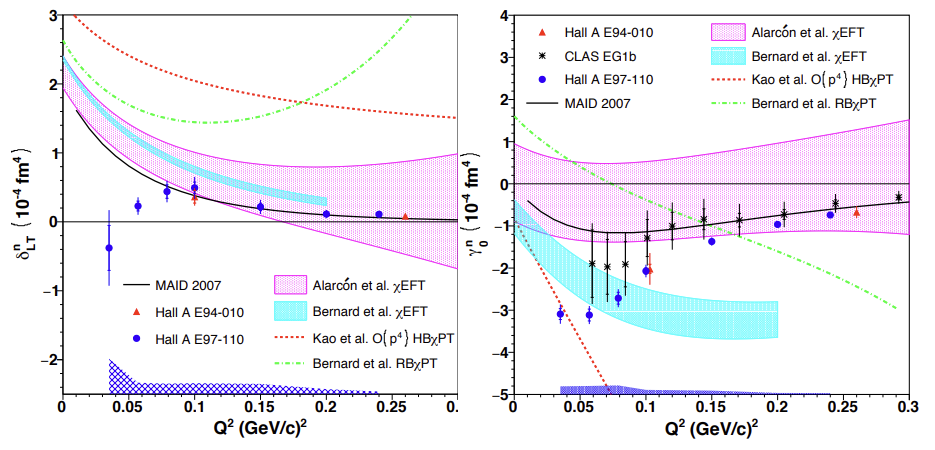 3
2
1
0
−1
−2
δⁿLT (10⁻⁴ fm⁴)
MAID 2007
Hall A E94-010
Hall A E97-110
Alarcón et al. χEFT
Bernard et al. χEFT
Kao et al. O(p⁴) HBχPT
Bernard et al. RBχPT
0 0.05 0.1 0.15 0.2 0.25 0.
Q² (GeV/c)²
4
3
2
1
0
−1
−2
−3
−4
−5
γⁿ₀ (10⁻⁴ fm⁴)
Hall A E94-010
CLAS EG1b
Hall A E97-110
MAID 2007
Alarcón et al. χEFT
Bernard et al. χEFT
Kao et al. O(p⁴) HBχPT
Bernard et al. RBχPT
0 0.05 0.1 0.15 0.2 0.25 0.3
Q² (GeV/c)²